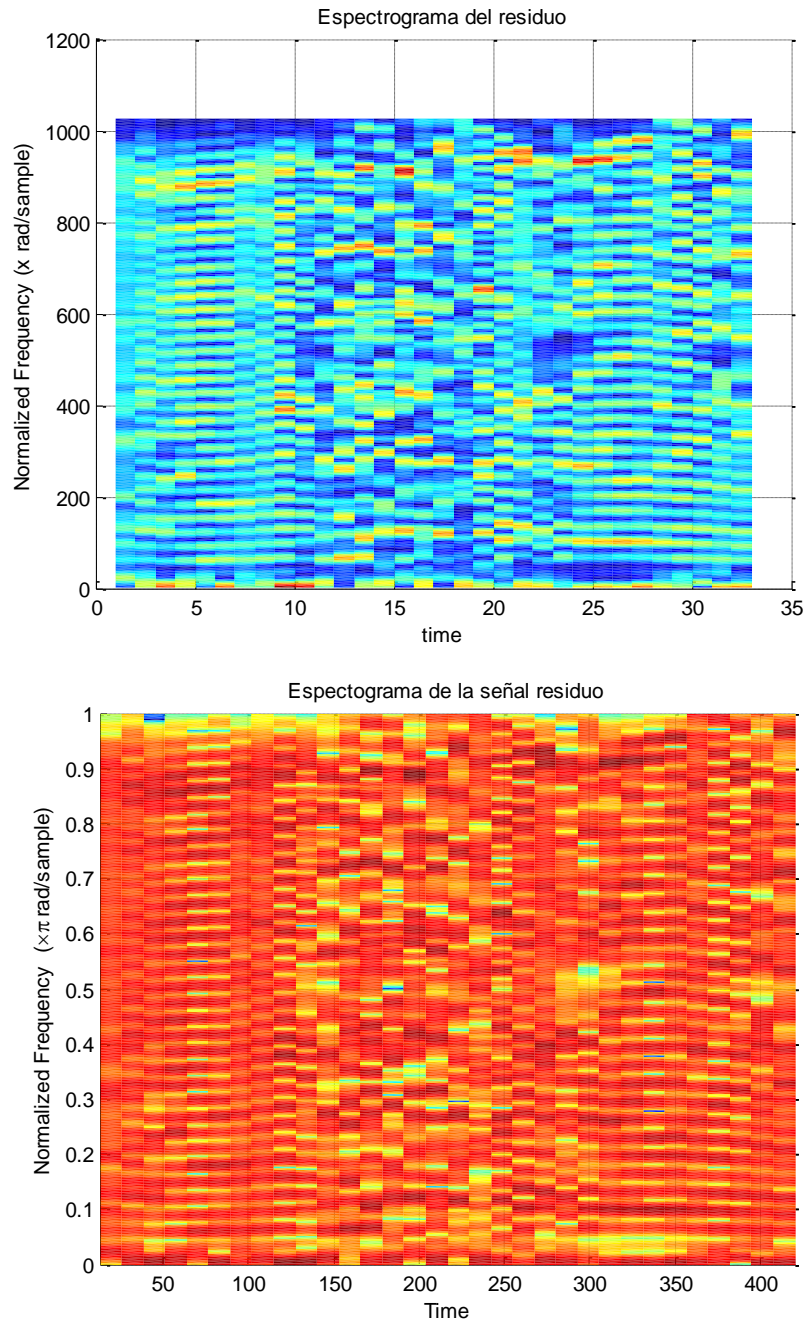 Espectrograma del residuo
1200
1000
800
600
400
200
0
Normalized Frequency (x rad/sample)
0 5 10 15 20 25 30 35
time
Espectograma de la señal residuo
1
0.9
0.8
0.7
0.6
0.5
0.4
0.3
0.2
0.1
0
Normalized Frequency (×π rad/sample)
50 100 150 200 250 300 350 400
Time